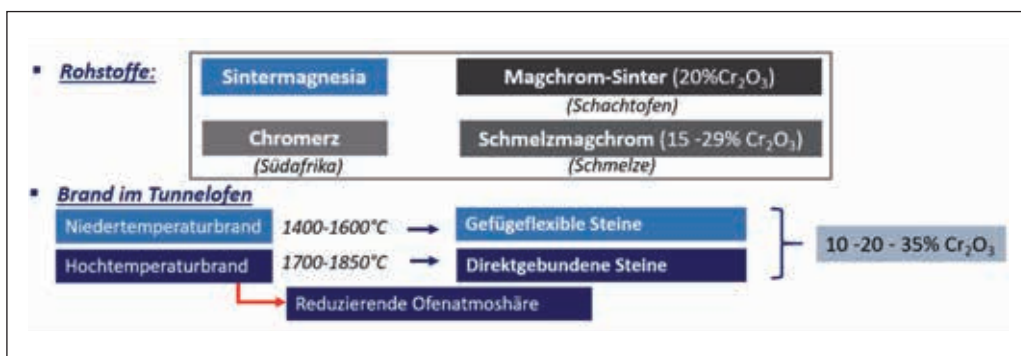 ▪ Rohstoffe:
Sintermagnesia
Magchrom-Sinter (20%Cr₂O₃)
(Schachtofen)
Chromerz
Schmelzmagchrom (15 -29% Cr₂O₃)
(Südafrika)
(Schmelze)
▪ Brand im Tunnelofen
Niedertemperaturbrand 1400-1600°C
Gefügeflexible Steine
Hochtemperaturbrand 1700-1850°C
Direktgebundene Steine
10 -20 - 35% Cr₂O₃
Reduzierende Ofenatmoshäre